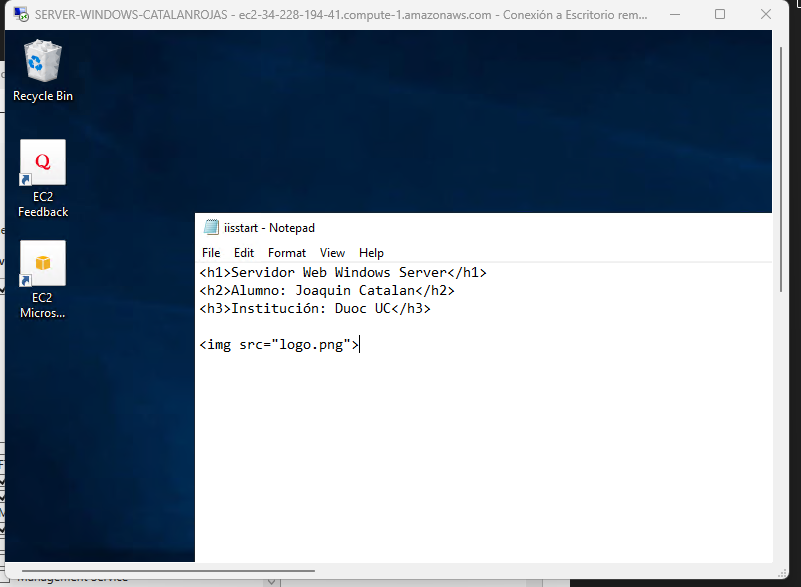 SERVER-WINDOWS-CATALANROJAS - ec2-34-228-194-41.compute-1.amazonaws.com - Conexión a Escritorio rem...
Recycle Bin
EC2
Feedback
EC2
Micros...
iisstart - Notepad
File Edit Format View Help
<h1>Servidor Web Windows Server</h1>
<h2>Alumno: Joaquin Catalan</h2>
<h3>Institución: Duoc UC</h3>
<img src="logo.png">
Management Service